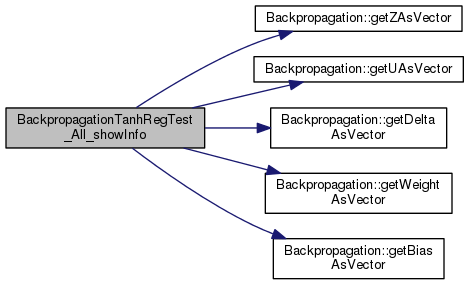 BackpropagationTanhRegTest
_All_showInfo
Backpropagation::getZAsVector
Backpropagation::getUAsVector
Backpropagation::getDelta
AsVector
Backpropagation::getWeight
AsVector
Backpropagation::getBias
AsVector